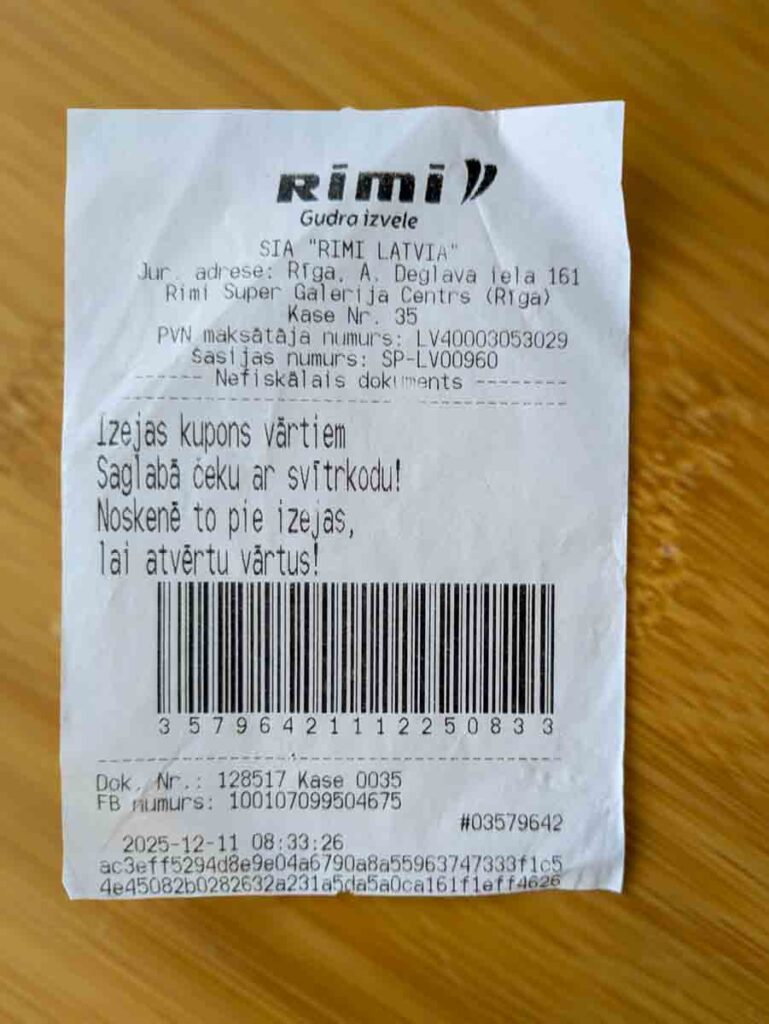 Rimi
Gudra izvēle
SIA "RIMI LATVIA"
Jur. adrese: Rīga, A. Deglava iela 161
Rimi Super Galerija Centrs (Rīga)
Kase Nr. 35
PVN maksātāja numurs: LV40003053029
Šasijas numurs: SP-LV00960
------ Nefiskālais dokuments --------
Izejas kupons vārtiem
Saglabā čeku ar svītrkodu!
Noskenē to pie izejas,
lai atvērtu vārtus!
35796421112250833
Dok. Nr.: 128517 Kase 0035
FB numurs: 100107099504675
#03579642
2025-12-11 08:33:26
ac3eff5294d8e9e04a6790a8a55963747333f1c5
4e45082b0282632a231a5da5a0ca161f1eff4626